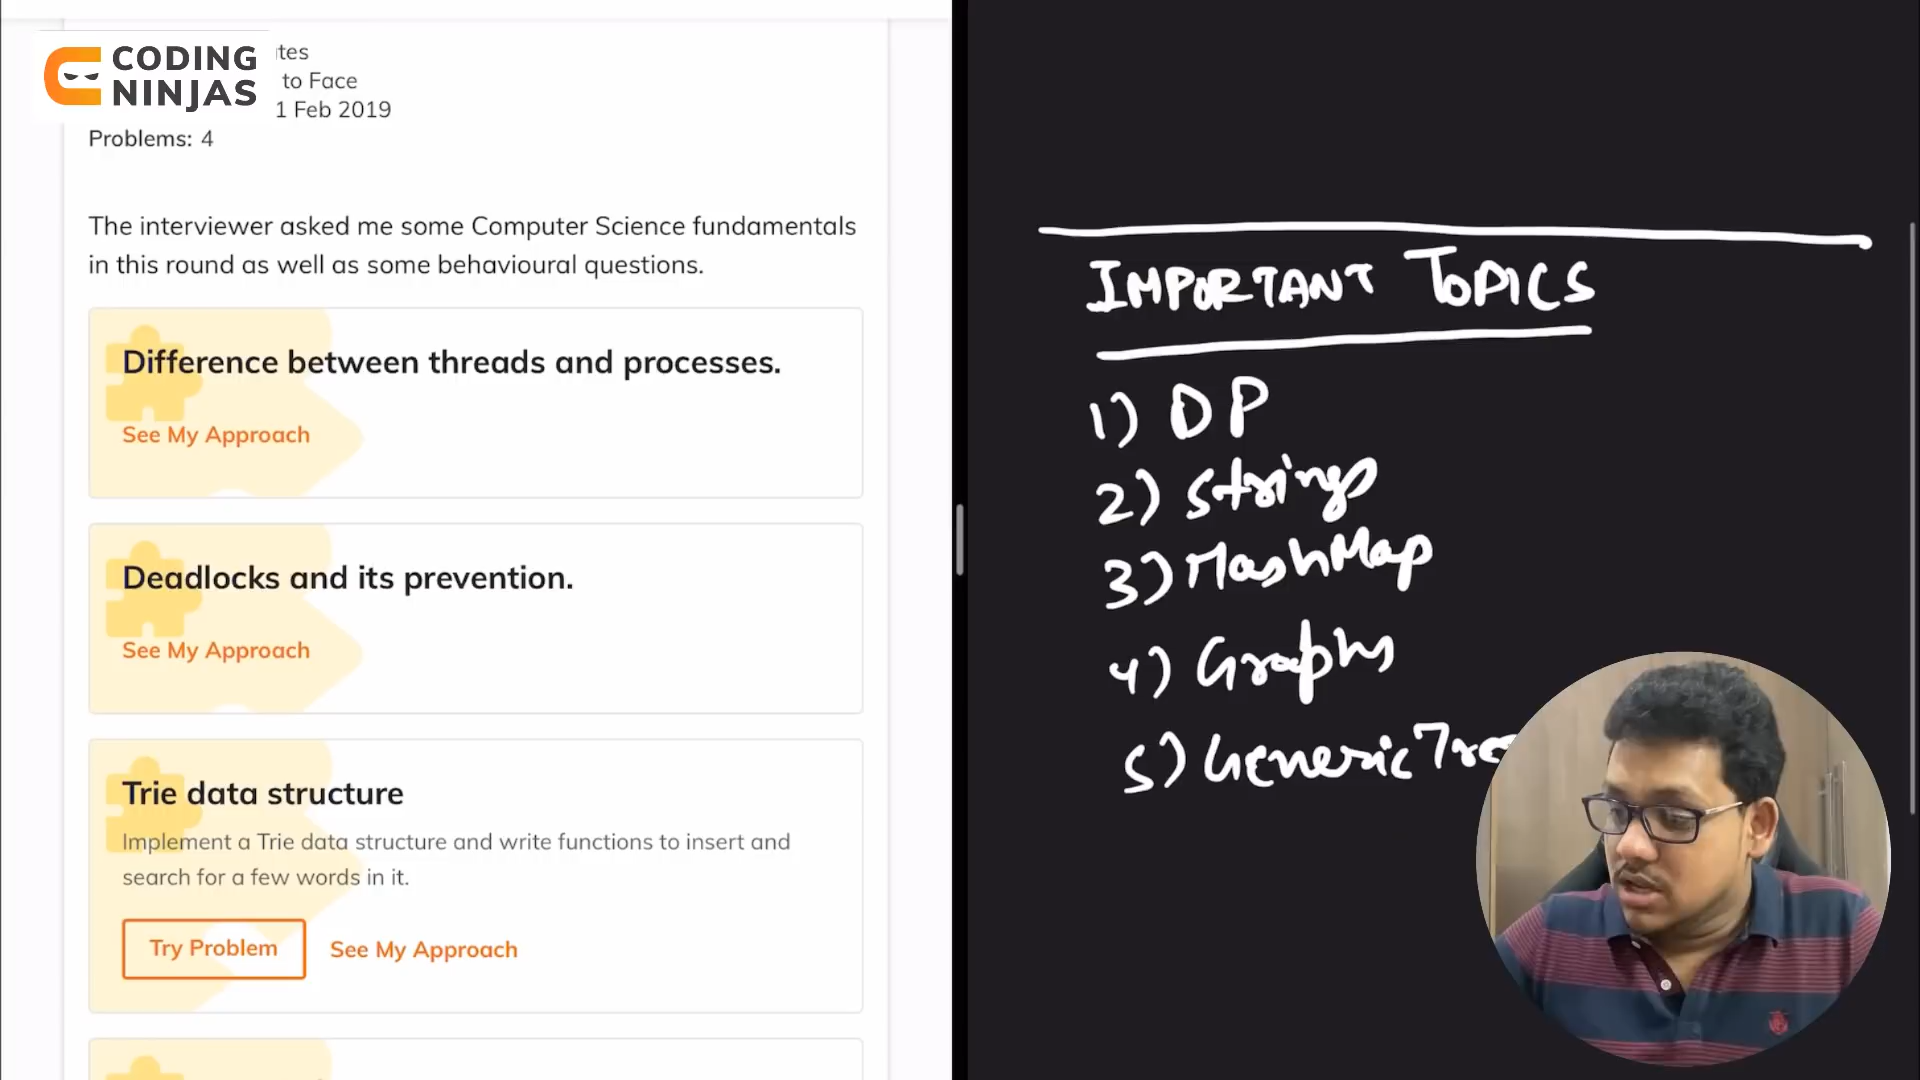 CODING
NINJAS
tes
to Face
1 Feb 2019
Problems: 4
The interviewer asked me some Computer Science fundamentals
in this round as well as some behavioural questions.
Difference between threads and processes.
See My Approach
Deadlocks and its prevention.
See My Approach
Trie data structure
Implement a Trie data structure and write functions to insert and
search for a few words in it.
Try Problem
See My Approach
IMPORTANT TOPICS
1) DP
2) Strings
3) HashMap
4) Graphs
5) Generic Tree